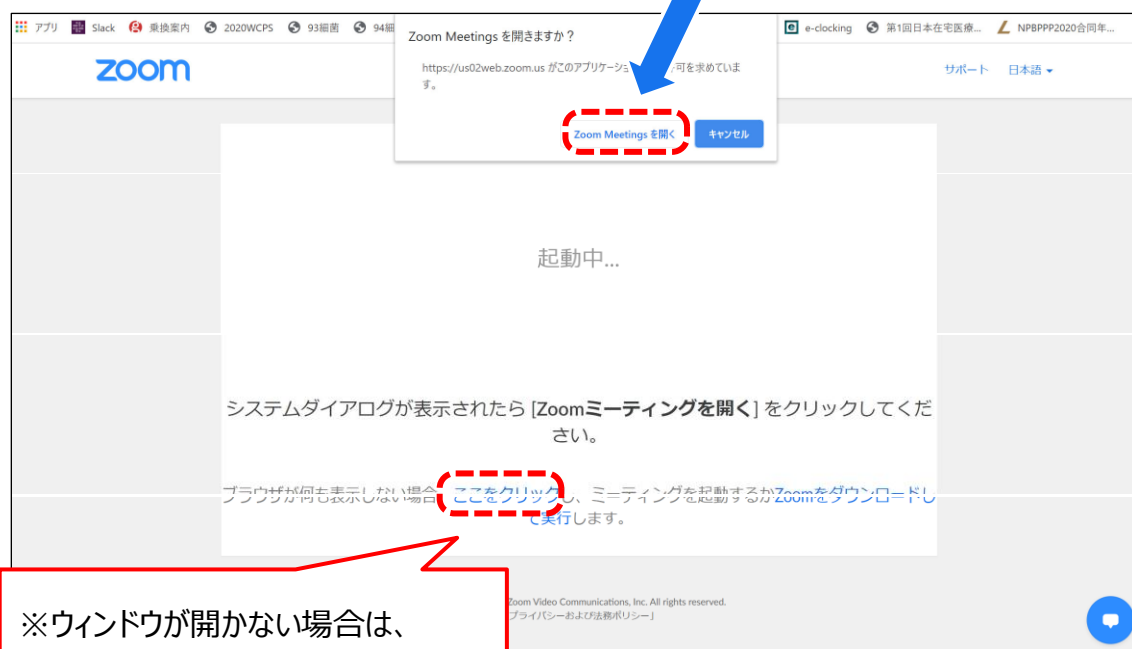 アプリ Slack 乗換案内 2020WCPS 93細菌 94細 e-clocking 第1回日本在宅医療... NPBPPP2020合同年...
Zoom Meetings を開きますか？
zoom
https://us02web.zoom.us がこのアプリケーショ 可を求めていま
す。
サポート 日本語
Zoom Meetings を開く キャンセル
起動中...
システムダイアログが表示されたら [Zoomミーティングを開く] をクリックしてくだ
さい。
ブラウザが何も表示しない場合、ここをクリックし、ミーティングを起動するかZoomをダウンロードし
て実行します。
Zoom Video Communications, Inc. All rights reserved.
プライバシーおよび法務ポリシー」
※ウィンドウが開かない場合は、